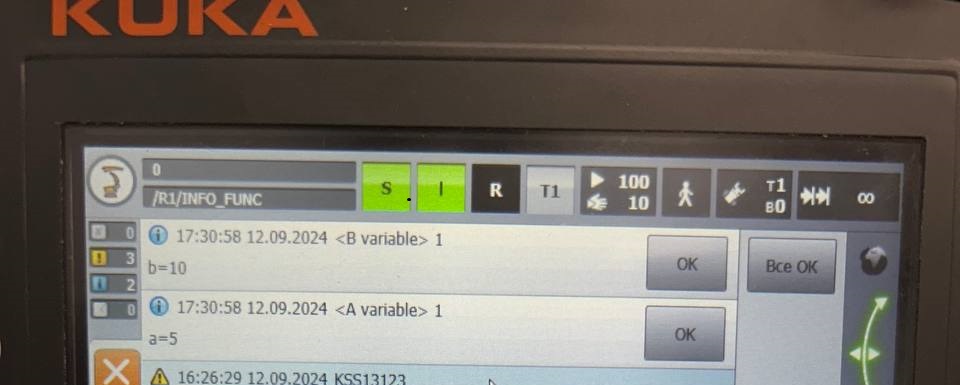 KUKA
0
/R1/INFO_FUNC
S
I
R
T1
100
10
T1
B0
∞
0
3
2
0
17:30:58 12.09.2024 <B variable> 1
b=10
OK
Все OK
17:30:58 12.09.2024 <A variable> 1
a=5
OK
16:26:29 12.09.2024 KSS13123